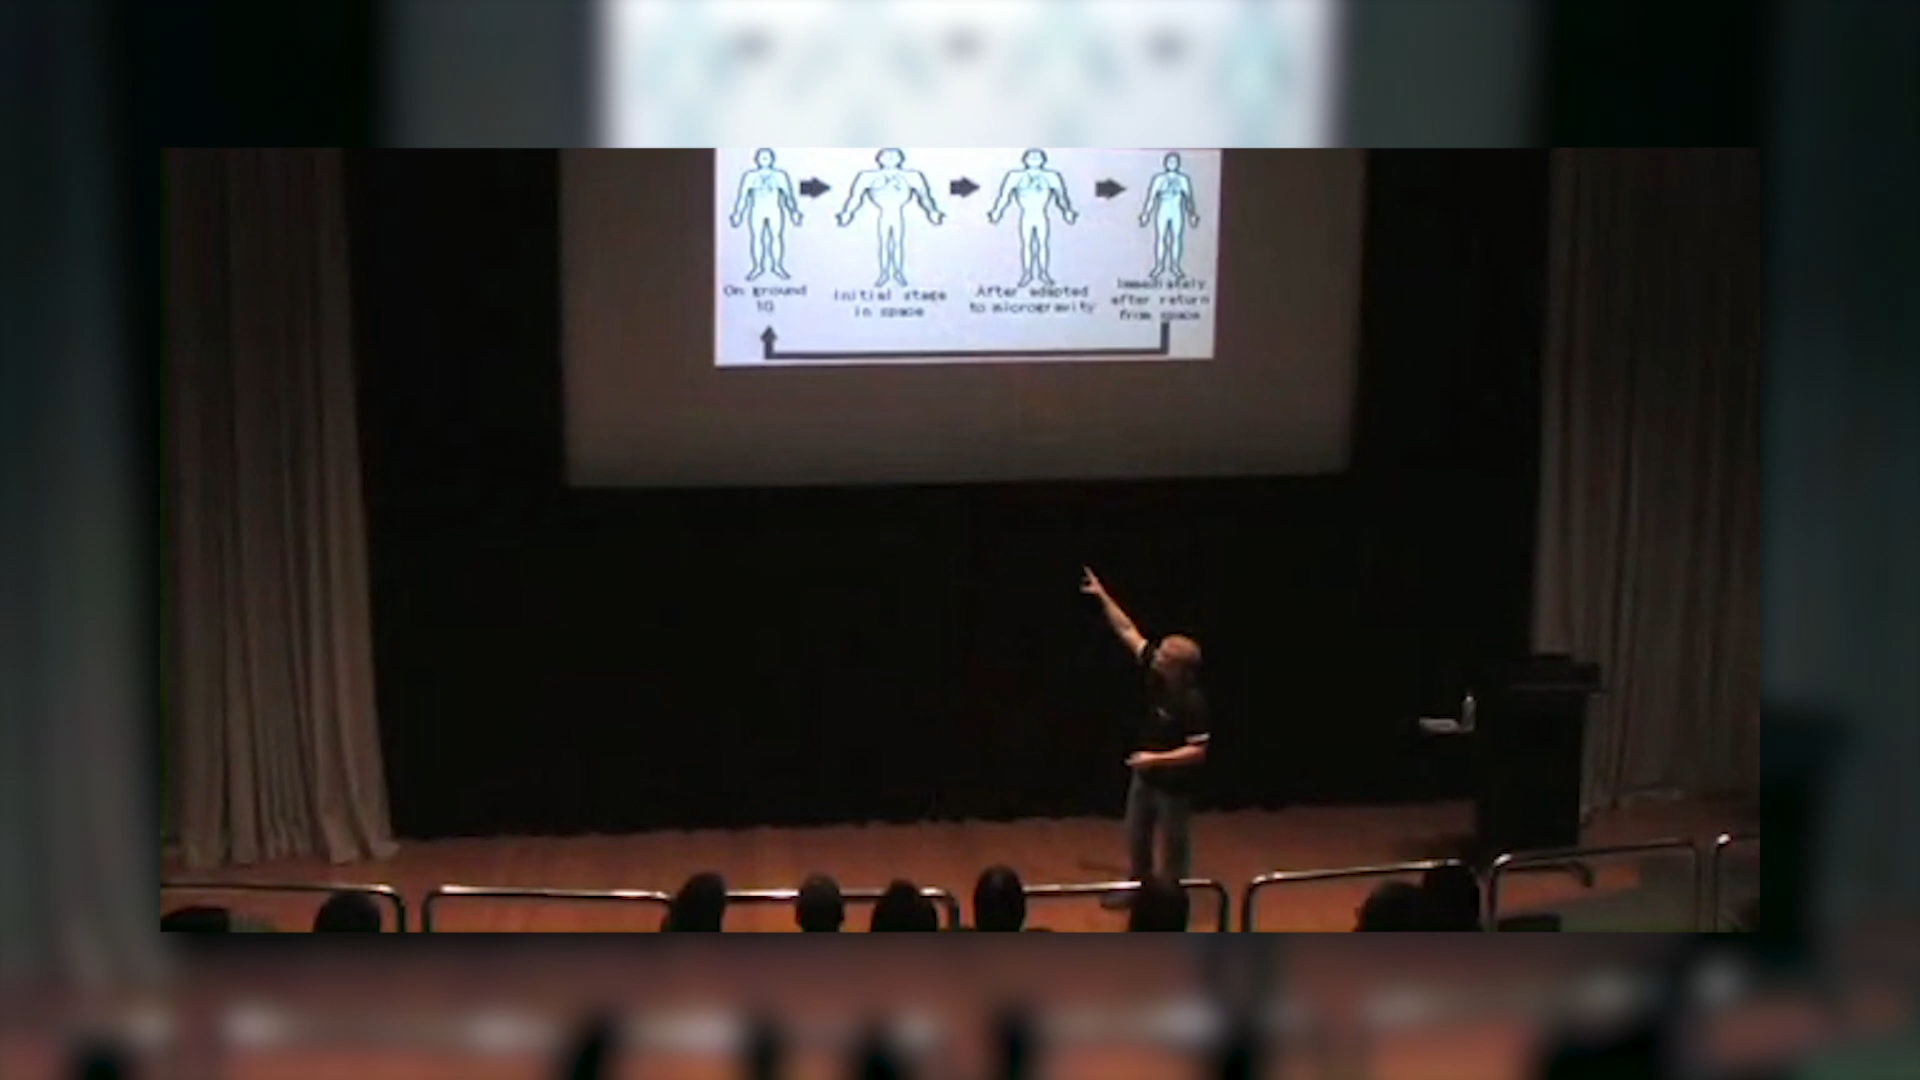 On ground
1G
Initial stage
in space
After adapted
to microgravity
Immediately
after return
from space